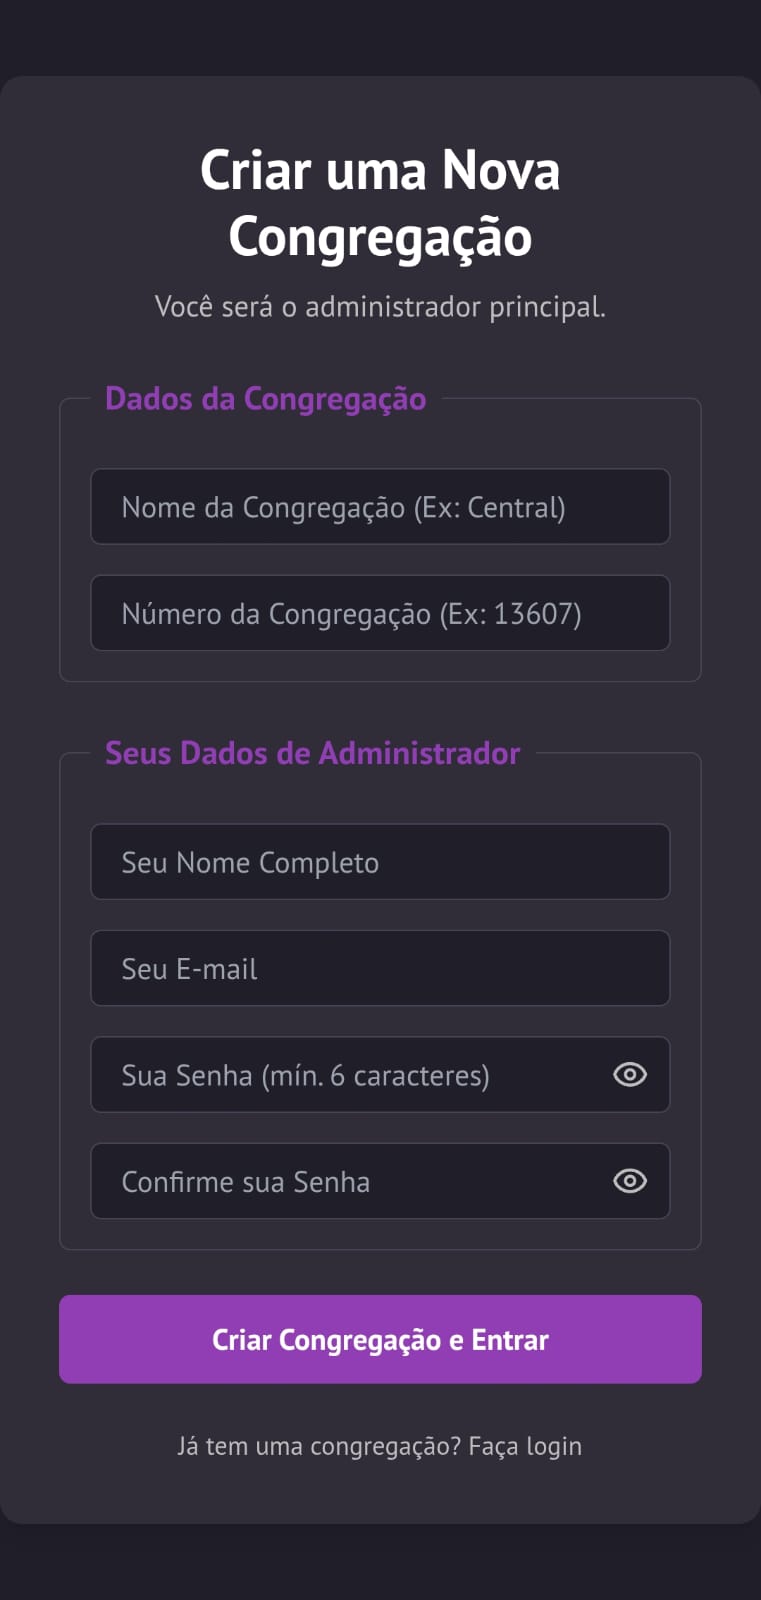 Criar uma Nova
Congregação
Você será o administrador principal.
Dados da Congregação
Nome da Congregação (Ex: Central)
Número da Congregação (Ex: 13607)
Seus Dados de Administrador
Seu Nome Completo
Seu E-mail
Sua Senha (mín. 6 caracteres)
Confirme sua Senha
Criar Congregação e Entrar
Já tem uma congregação? Faça login